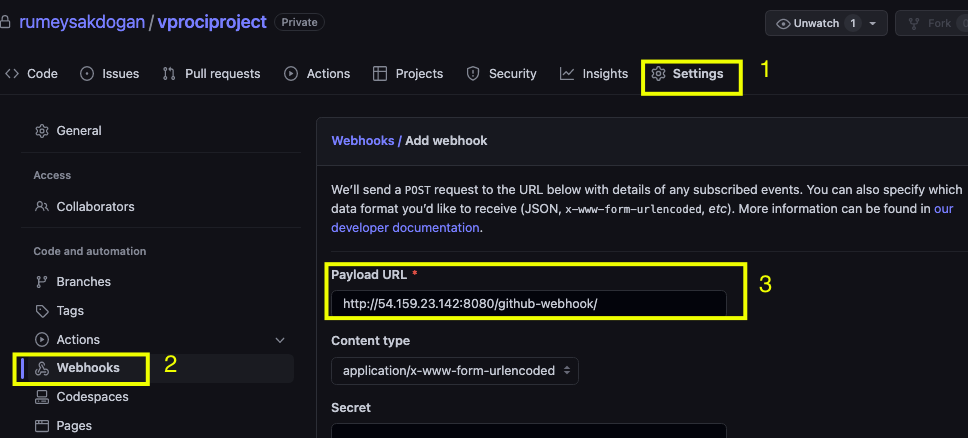 rumeysakdogan / vprociproject Private
Unwatch 1
Fork 0
Code Issues Pull requests Actions Projects Security Insights Settings 1
General
Access
Collaborators
Code and automation
Branches
Tags
Actions
Webhooks 2
Codespaces
Pages
Webhooks / Add webhook
We'll send a POST request to the URL below with details of any subscribed events. You can also specify which
data format you'd like to receive (JSON, x-www-form-urlencoded, etc). More information can be found in our
developer documentation.
Payload URL *
3
http://54.159.23.142:8080/github-webhook/
Content type
application/x-www-form-urlencoded
Secret